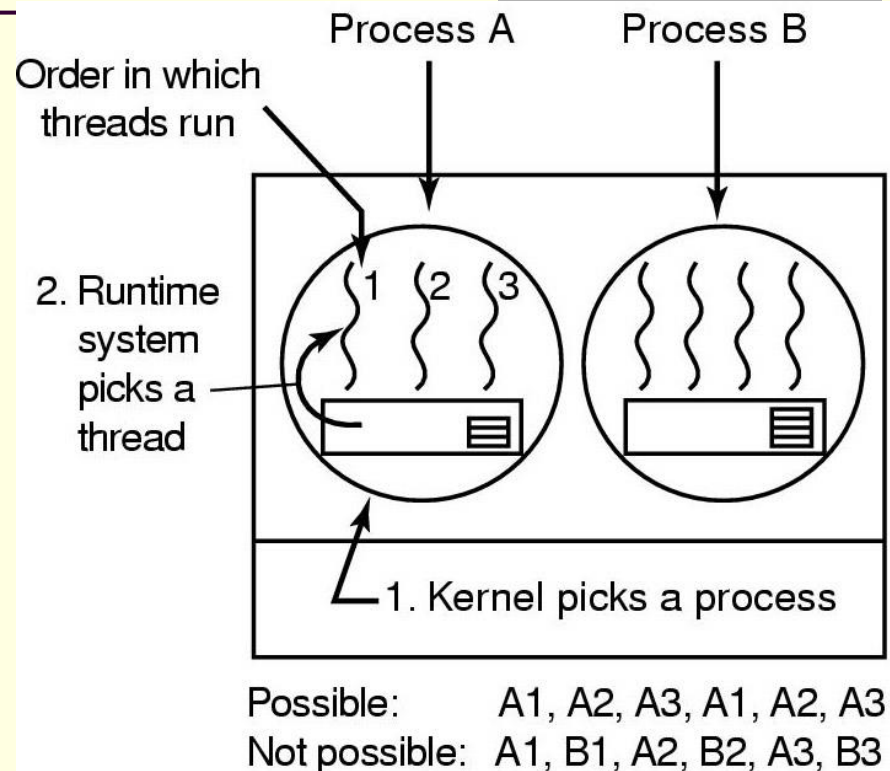 Process A
Process B
Order in which
threads run
1
2
3
2. Runtime
system
picks a
thread
1. Kernel picks a process
Possible: A1, A2, A3, A1, A2, A3
Not possible: A1, B1, A2, B2, A3, B3